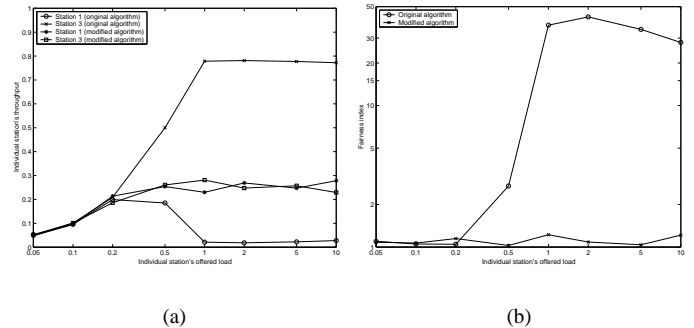 1
0.9
0.8
0.7
0.6
0.5
0.4
0.3
0.2
0.1
0
Individual station's throughput
Station 1 (original algorithm)
Station 3 (original algorithm)
Station 1 (modified algorithm)
Station 3 (modified algorithm)
0.05 0.1 0.2 0.5 1 2 5 10
Individual station's offered load
(a)
50
30
20
15
10
5
2
1
Fairness index
Original algorithm
Modified algorithm
0.05 0.1 0.2 0.5 1 2 5 10
Individual station's offered load
(b)